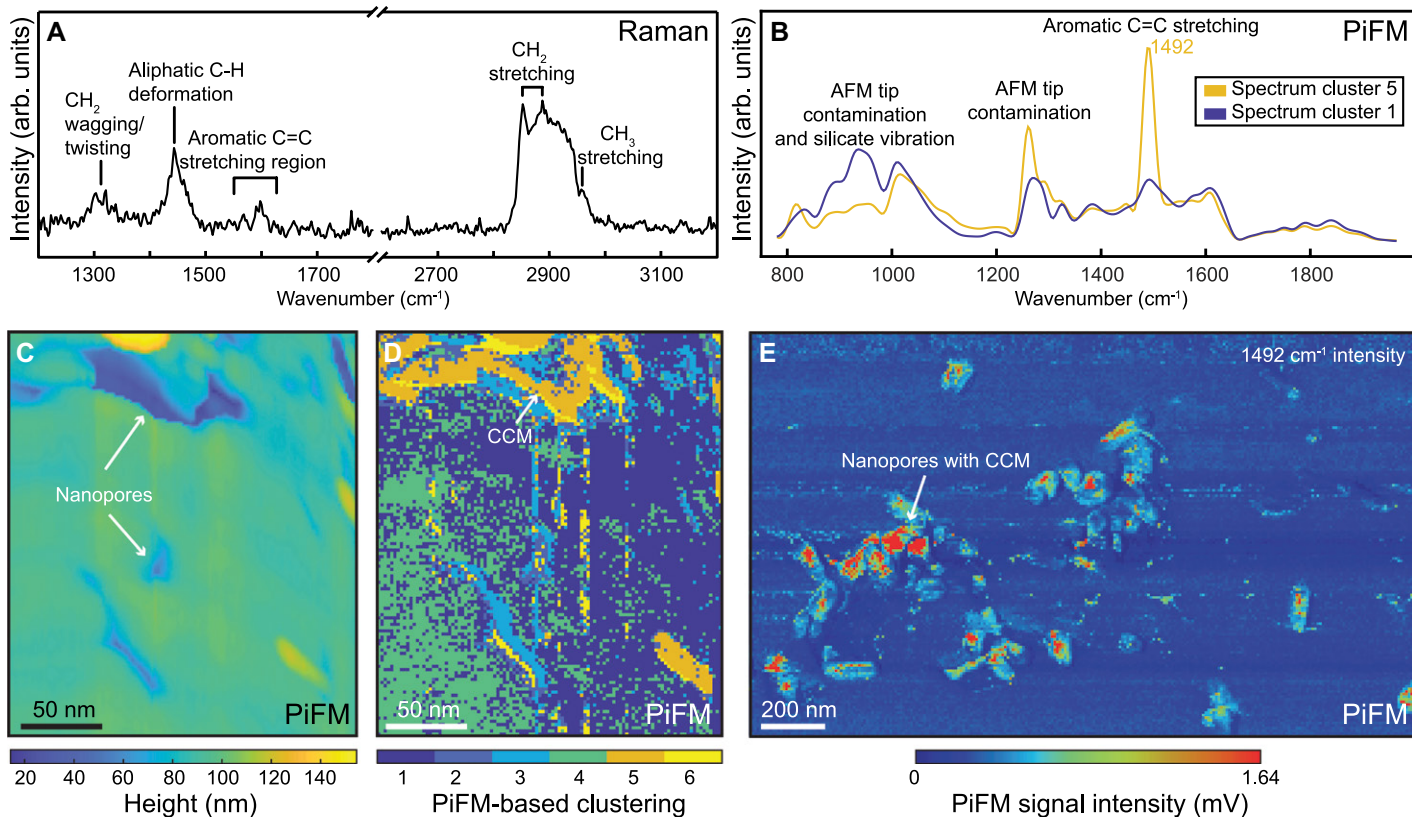 A
Raman
Intensity (arb. units)
CH2
wagging/
twisting
Aliphatic C-H
deformation
Aromatic C=C
stretching region
CH2
stretching
CH3
stretching
1300
1500
1700
2700
2900
3100
Wavenumber (cm-1)
B
PiFM
Intensity (arb. units)
Aromatic C=C stretching
1492
AFM tip
contamination
and silicate vibration
AFM tip
contamination
Spectrum cluster 5
Spectrum cluster 1
800
1000
1200
1400
1600
1800
Wavenumber (cm-1)
C
Nanopores
50 nm
PiFM
20
40
60
80
100
120
140
Height (nm)
D
CCM
50 nm
PiFM
1
2
3
4
5
6
PiFM-based clustering
E
1492 cm-1 intensity
Nanopores with CCM
200 nm
PiFM
0
1.64
PiFM signal intensity (mV)